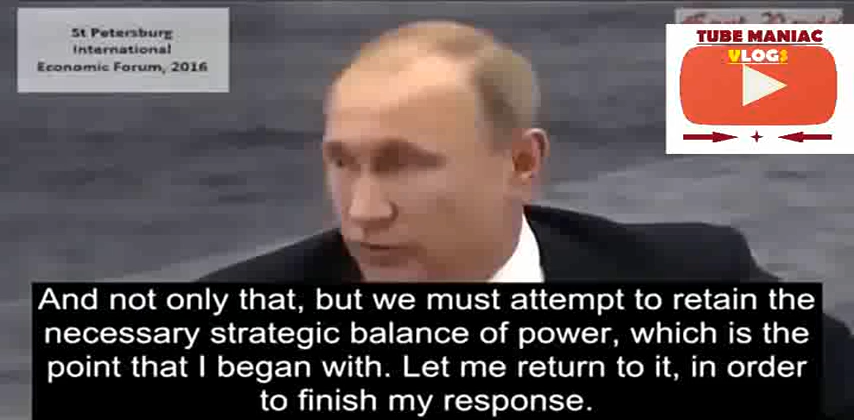 St Petersburg
International
Economic Forum, 2016
TUBE MANIAC
VLOGS
And not only that, but we must attempt to retain the
necessary strategic balance of power, which is the
point that I began with. Let me return to it, in order
to finish my response.